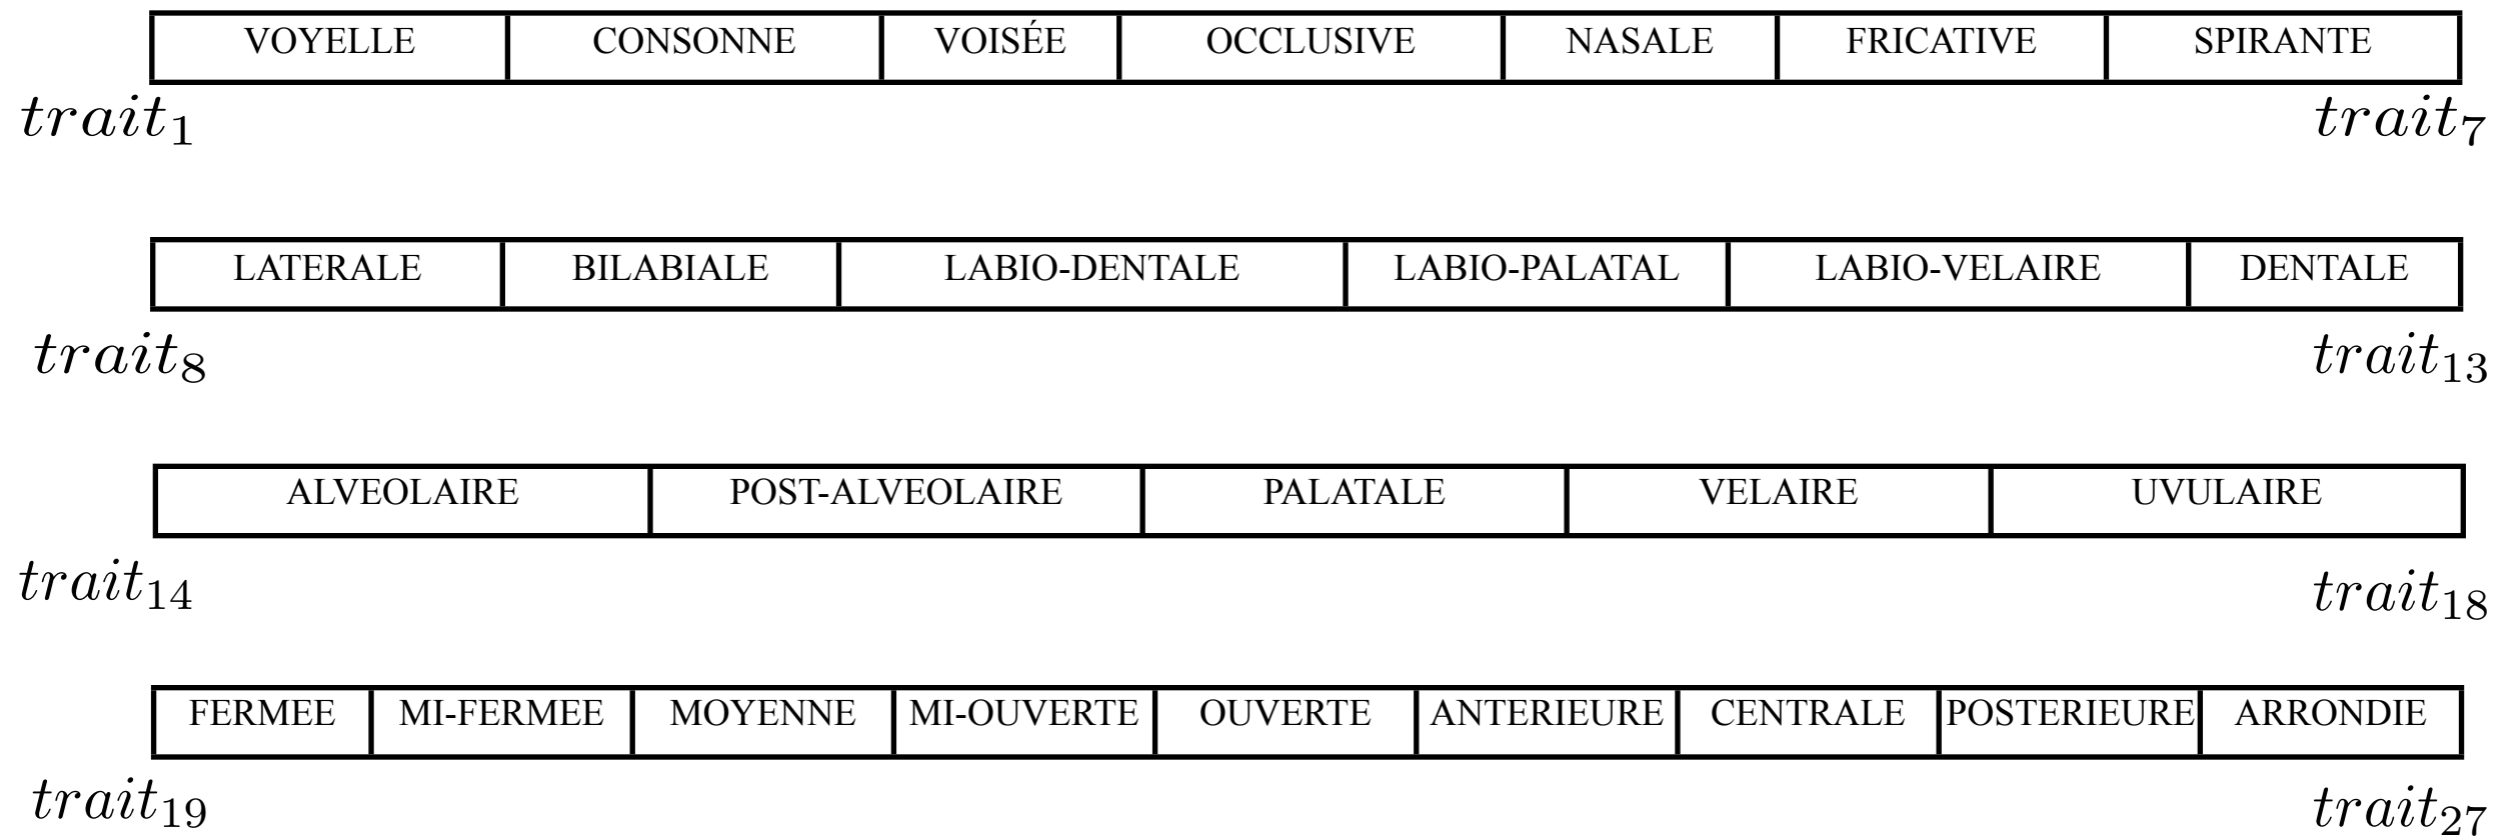 VOYELLE CONSONNE VOISÉE OCCLUSIVE NASALE FRICATIVE SPIRANTE
trait₁ trait₇
LATERALE BILABIALE LABIO-DENTALE LABIO-PALATAL LABIO-VELAIRE DENTALE
trait₈ trait₁₃
ALVEOLAIRE POST-ALVEOLAIRE PALATALE VELAIRE UVULAIRE
trait₁₄ trait₁₈
FERMEE MI-FERMEE MOYENNE MI-OUVERTE OUVERTE ANTERIEURE CENTRALE POSTERIEURE ARRONDIE
trait₁₉ trait₂₇